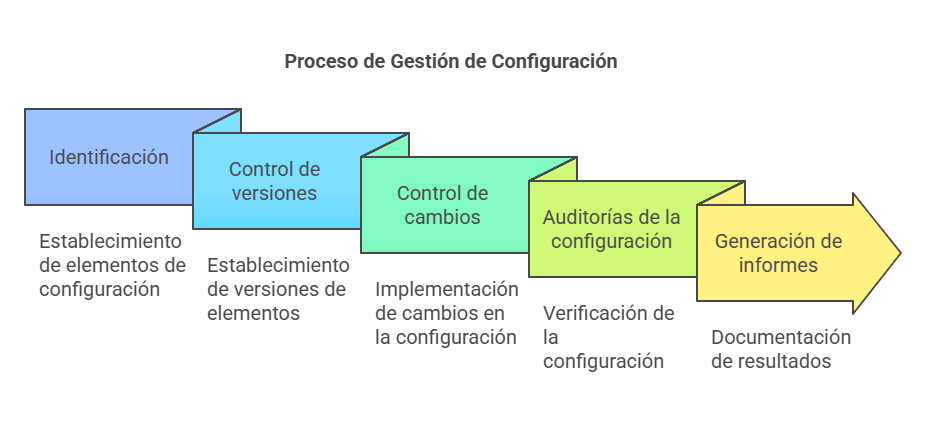 Proceso de Gestión de Configuración
Identificación
Establecimiento
de elementos de
configuración
Control de
versiones
Establecimiento
de versiones de
elementos
Control de
cambios
Implementación
de cambios en
la configuración
Auditorías de la
configuración
Verificación de
la
configuración
Generación de
informes
Documentación
de resultados